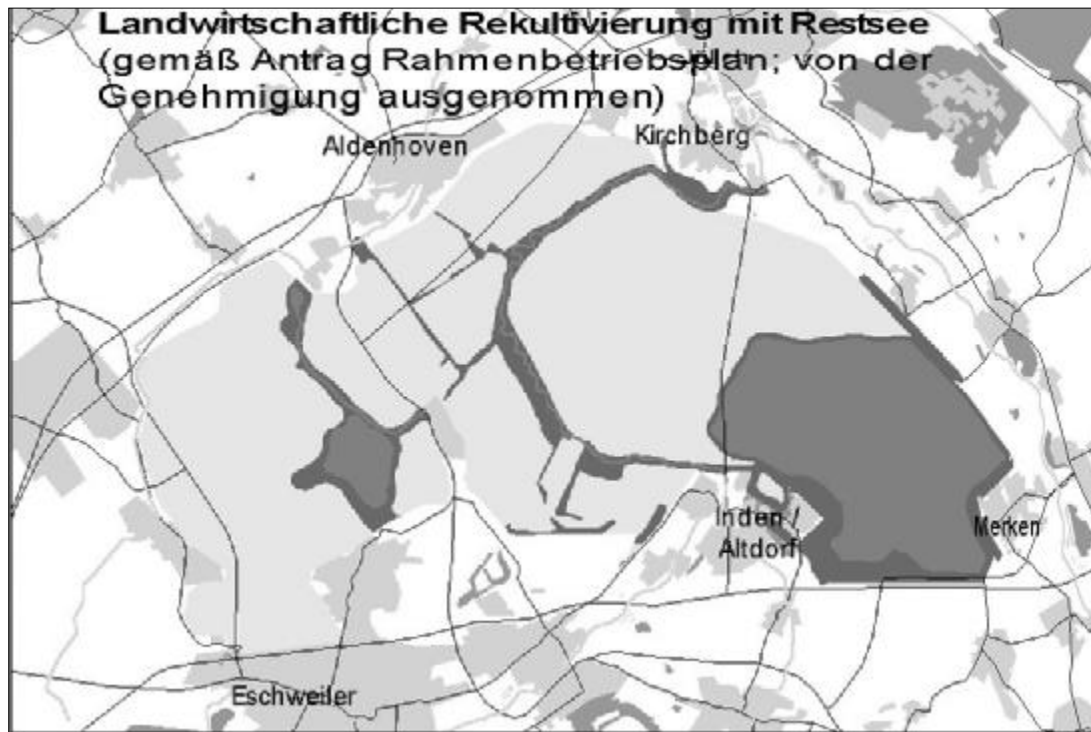 Landwirtschaftliche Rekultivierung mit Restsee
(gemäß Antrag Rahmenbetriebsplan; von der
Genehmigung ausgenommen)
Aldenhoven
Kirchberg
Inden /
Altdorf
Merken
Eschweiler